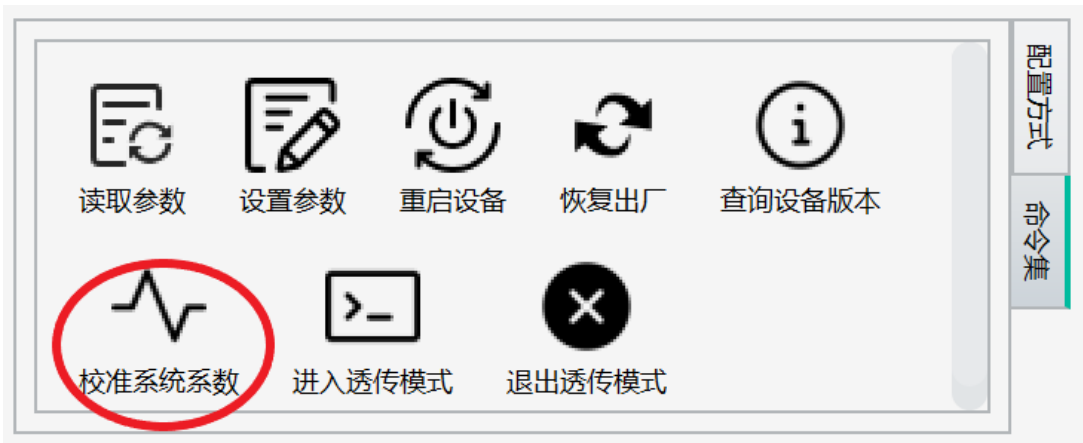 读取参数
设置参数
重启设备
恢复出厂
查询设备版本
校准系统系数
进入透传模式
退出透传模式
配置方式
命令集